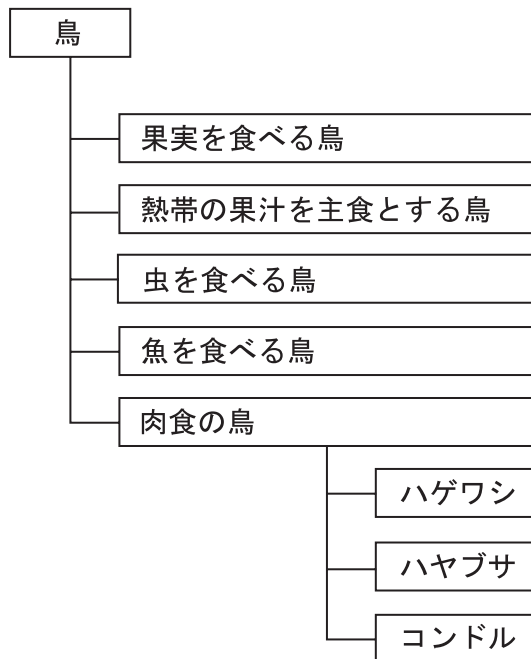 鳥
果実を食べる鳥
熱帯の果汁を主食とする鳥
虫を食べる鳥
魚を食べる鳥
肉食の鳥
ハゲワシ
ハヤブサ
コンドル